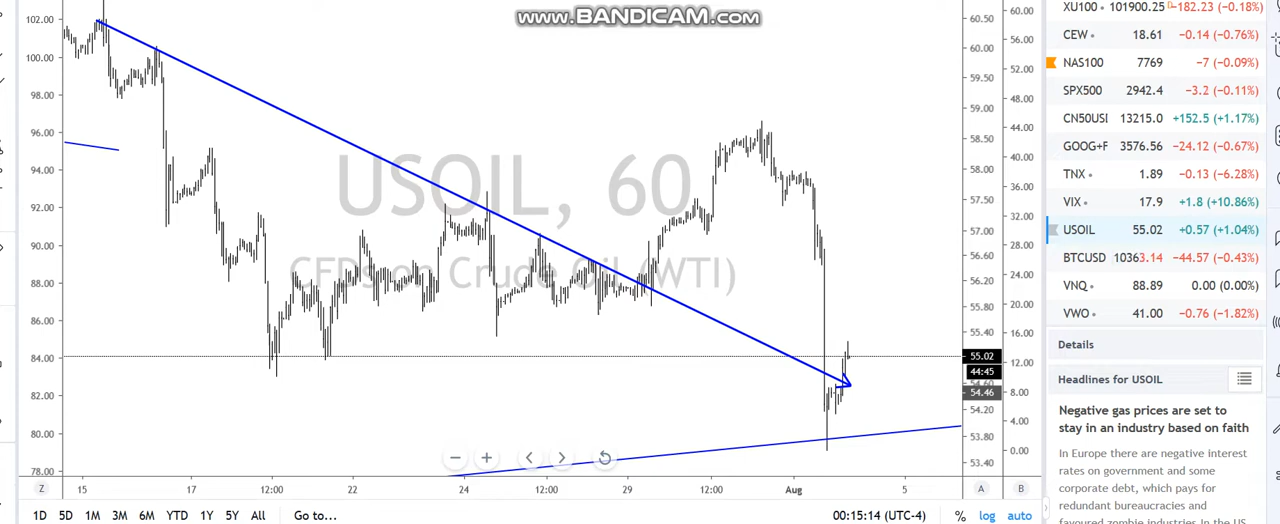 www.BANDICAM.com
USOIL, 60
CFDs on Crude Oil (WTI)
102.00
100.00
98.00
96.00
94.00
92.00
90.00
88.00
86.00
84.00
82.00
80.00
78.00
60.50
60.00
59.50
59.00
58.50
58.00
57.50
57.00
56.60
56.20
55.80
55.40
55.02
44:45
54.60
54.46
54.20
53.80
53.40
60.00
56.00
52.00
48.00
44.00
40.00
36.00
32.00
28.00
24.00
20.00
16.00
12.00
8.00
4.00
0.00
Z 15 17 12:00 22 24 12:00 29 12:00 Aug 5 A B
1D 5D 1M 3M 6M YTD 1Y 5Y All Go to... 00:15:14 (UTC-4) % log auto
XU100 101900.25 −182.23 (−0.18%)
CEW 18.61 −0.14 (−0.76%)
NAS100 7769 −7 (−0.09%)
SPX500 2942.4 −3.2 (−0.11%)
CN50USI 13215.0 +152.5 (+1.17%)
GOOG+F 3576.56 −24.12 (−0.67%)
TNX 1.89 −0.13 (−6.28%)
VIX 17.9 +1.8 (+10.86%)
USOIL 55.02 +0.57 (+1.04%)
BTCUSD 10363.14 −44.57 (−0.43%)
VNQ 88.89 0.00 (0.00%)
VWO 41.00 −0.76 (−1.82%)
Details
Headlines for USOIL
Negative gas prices are set to
stay in an industry based on faith
In Europe there are negative interest
rates on government and some
corporate debt, which pays for
redundant bureaucracies and
favoured zombie industries. In the US